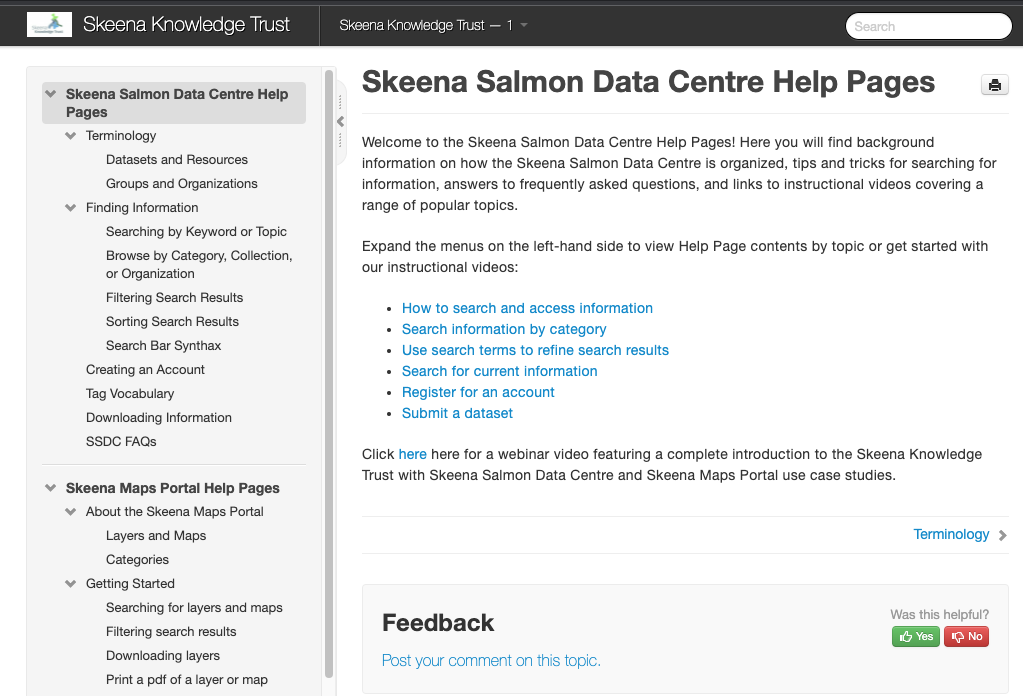 Skeena Knowledge Trust
Skeena Knowledge Trust — 1
Search
Skeena Salmon Data Centre Help
Pages
Terminology
Datasets and Resources
Groups and Organizations
Finding Information
Searching by Keyword or Topic
Browse by Category, Collection,
or Organization
Filtering Search Results
Sorting Search Results
Search Bar Synthax
Creating an Account
Tag Vocabulary
Downloading Information
SSDC FAQs
Skeena Maps Portal Help Pages
About the Skeena Maps Portal
Layers and Maps
Categories
Getting Started
Searching for layers and maps
Filtering search results
Downloading layers
Print a pdf of a layer or map
Skeena Salmon Data Centre Help Pages
Welcome to the Skeena Salmon Data Centre Help Pages! Here you will find background
information on how the Skeena Salmon Data Centre is organized, tips and tricks for searching for
information, answers to frequently asked questions, and links to instructional videos covering a
range of popular topics.
Expand the menus on the left-hand side to view Help Page contents by topic or get started with
our instructional videos:
• How to search and access information
• Search information by category
• Use search terms to refine search results
• Search for current information
• Register for an account
• Submit a dataset
Click here here for a webinar video featuring a complete introduction to the Skeena Knowledge
Trust with Skeena Salmon Data Centre and Skeena Maps Portal use case studies.
Terminology
Feedback
Post your comment on this topic.
Was this helpful?
Yes No